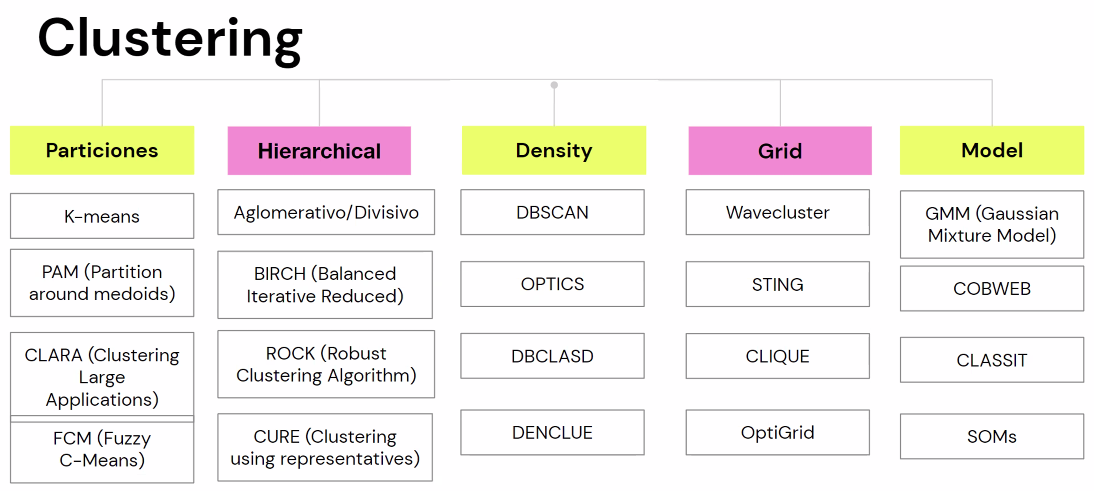 Clustering
Particiones
Hierarchical
Density
Grid
Model
K-means
PAM (Partition
around medoids)
CLARA (Clustering
Large
Applications)
FCM (Fuzzy
C-Means)
Aglomerativo/Divisivo
BIRCH (Balanced
Iterative Reduced)
ROCK (Robust
Clustering Algorithm)
CURE (Clustering
using representatives)
DBSCAN
OPTICS
DBCLASD
DENCLUE
Wavecluster
STING
CLIQUE
OptiGrid
GMM (Gaussian
Mixture Model)
COBWEB
CLASSIT
SOMs